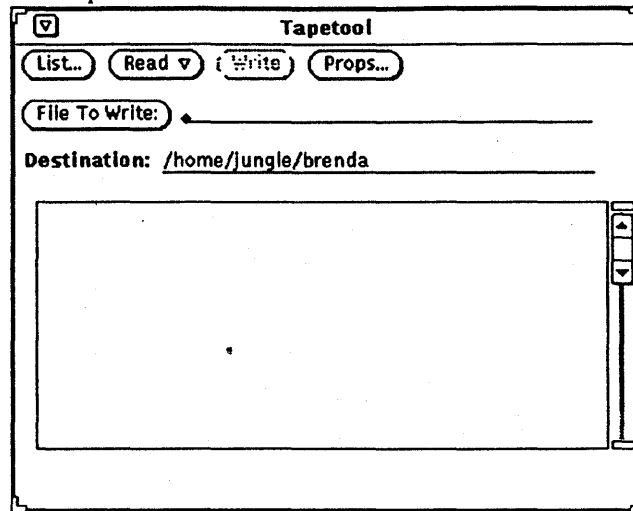 Tapetool
List... Read Write Props...
File To Write:
Destination: /home/jungle/brenda